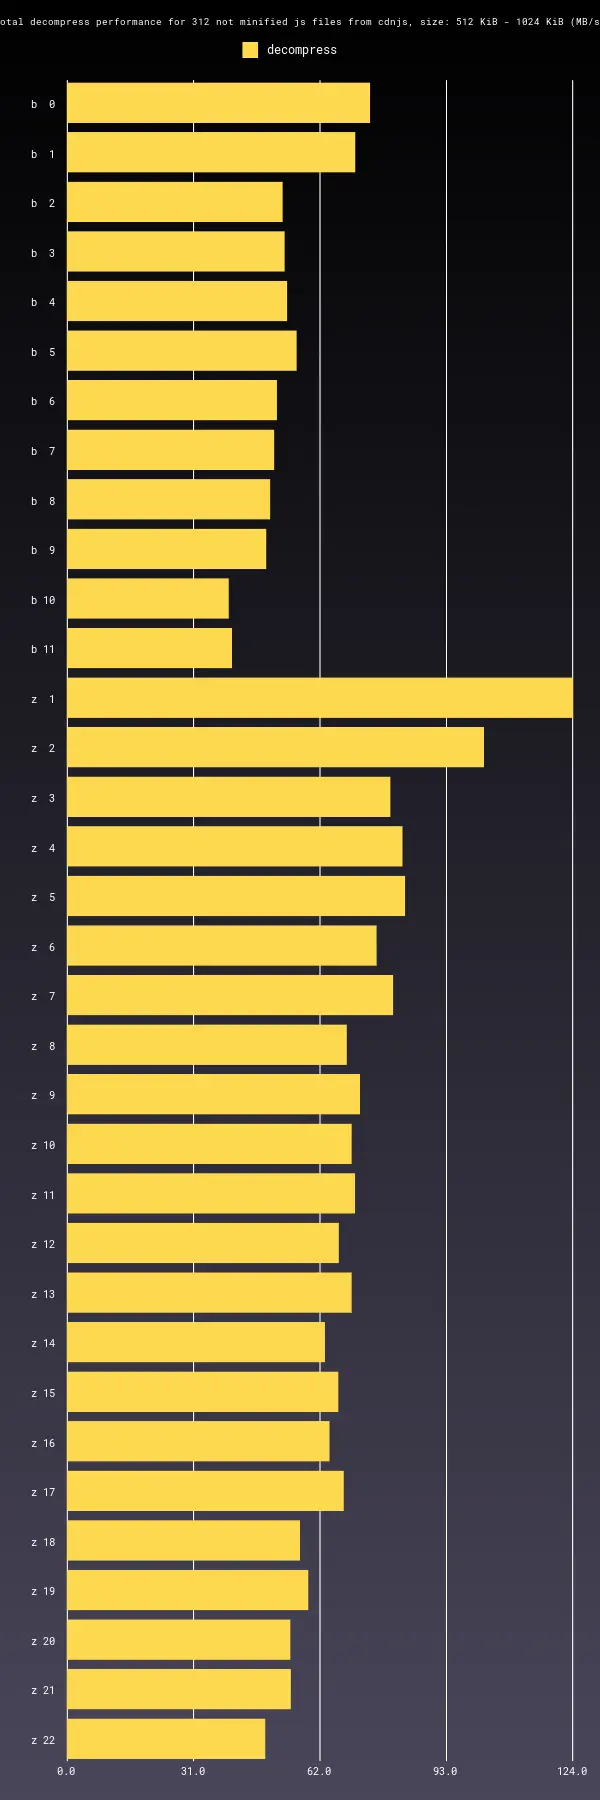 otal decompress performance for 312 not minified js files from cdnjs, size: 512 KiB - 1024 KiB (MB/s
decompress
b 0
b 1
b 2
b 3
b 4
b 5
b 6
b 7
b 8
b 9
b 10
b 11
z 1
z 2
z 3
z 4
z 5
z 6
z 7
z 8
z 9
z 10
z 11
z 12
z 13
z 14
z 15
z 16
z 17
z 18
z 19
z 20
z 21
z 22
0.0 31.0 62.0 93.0 124.0